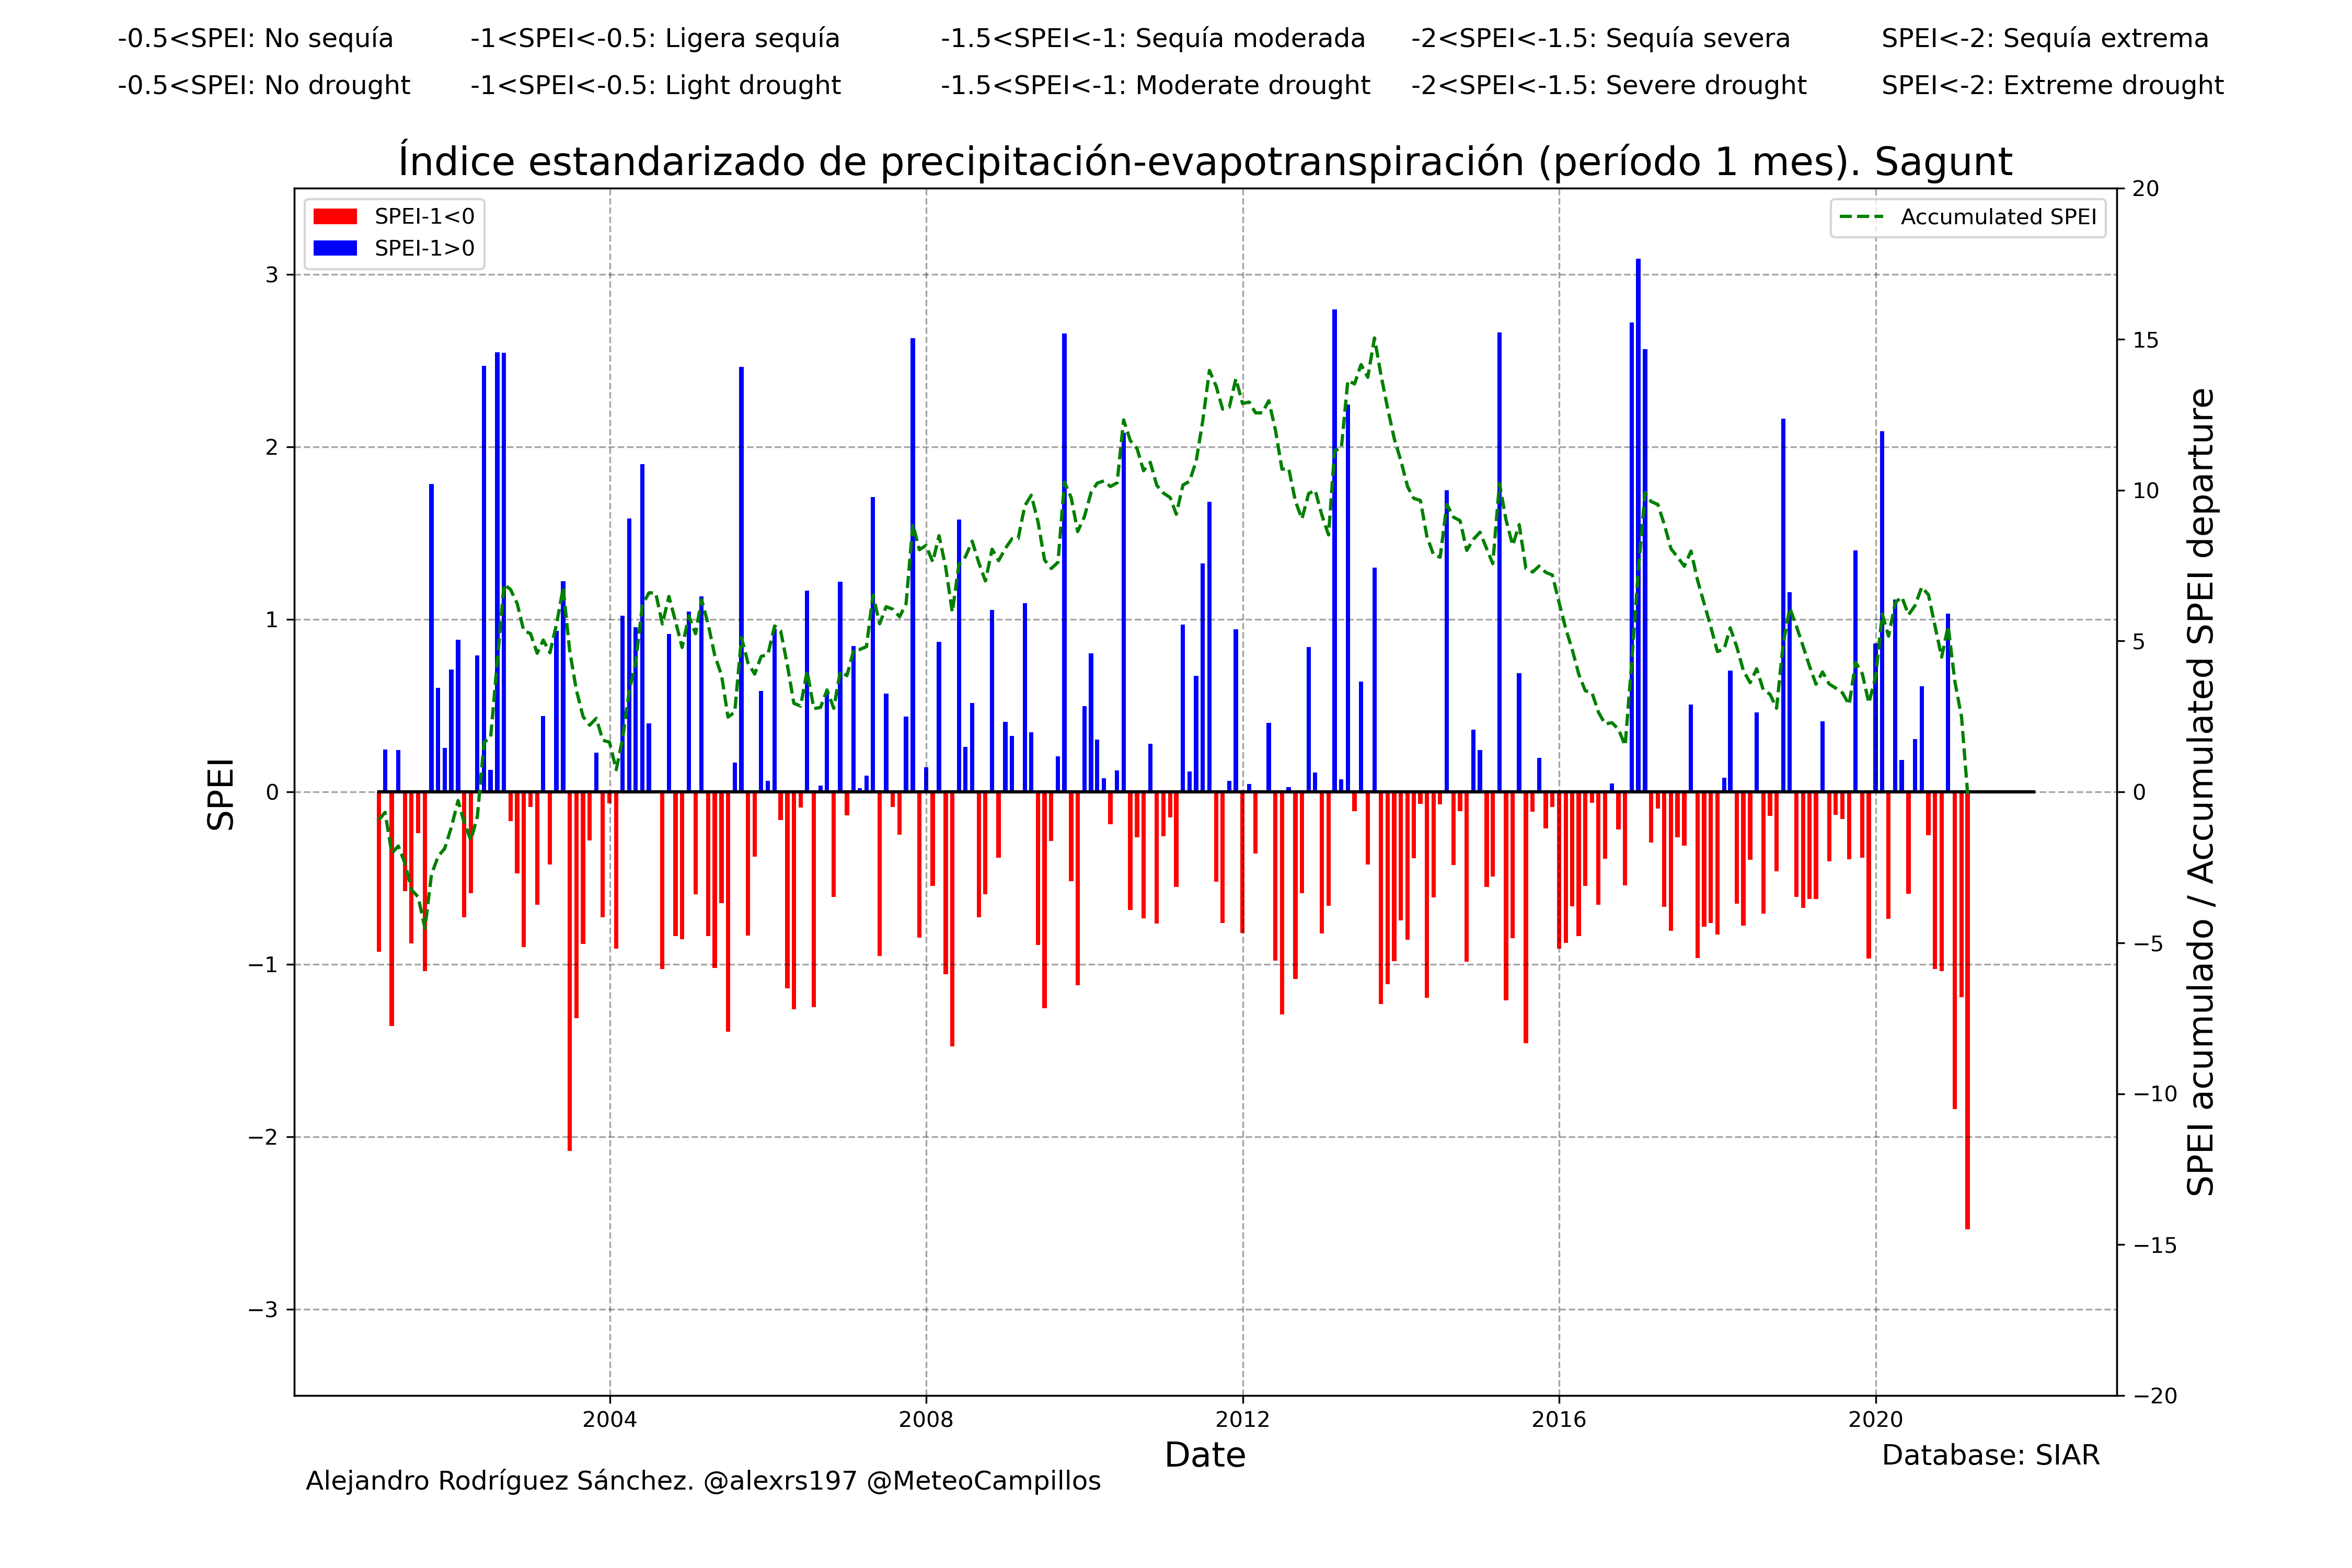 -0.5<SPEI: No sequía -1<SPEI<-0.5: Ligera sequía -1.5<SPEI<-1: Sequía moderada -2<SPEI<-1.5: Sequía severa SPEI<-2: Sequía extrema
-0.5<SPEI: No drought -1<SPEI<-0.5: Light drought -1.5<SPEI<-1: Moderate drought -2<SPEI<-1.5: Severe drought SPEI<-2: Extreme drought
Índice estandarizado de precipitación-evapotranspiración (período 1 mes). Sagunt
SPEI-1<0
SPEI-1>0
Accumulated SPEI
SPEI
3
2
1
0
−1
−2
−3
20
15
10
5
0
−5
−10
−15
−20
SPEI acumulado / Accumulated SPEI departure
2004 2008 2012 2016 2020
Date
Database: SIAR
Alejandro Rodríguez Sánchez. @alexrs197 @MeteoCampillos